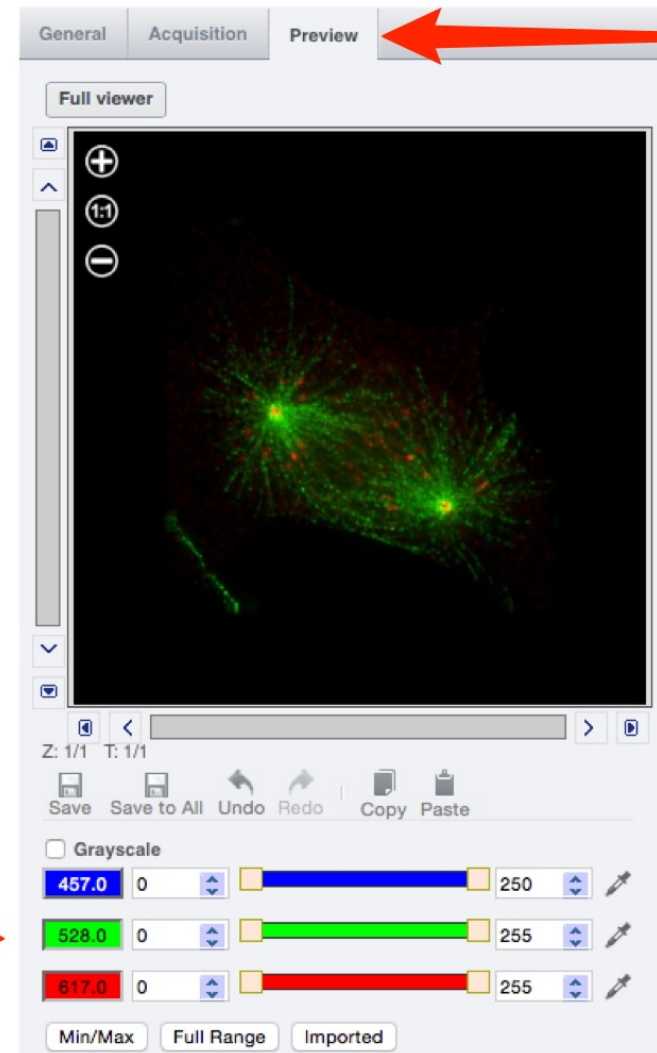 General Acquisition Preview
Full viewer
1:1
Z: 1/1 T: 1/1
Save Save to All Undo Redo Copy Paste
Grayscale
457.0 0 250
528.0 0 255
617.0 0 255
Min/Max Full Range Imported